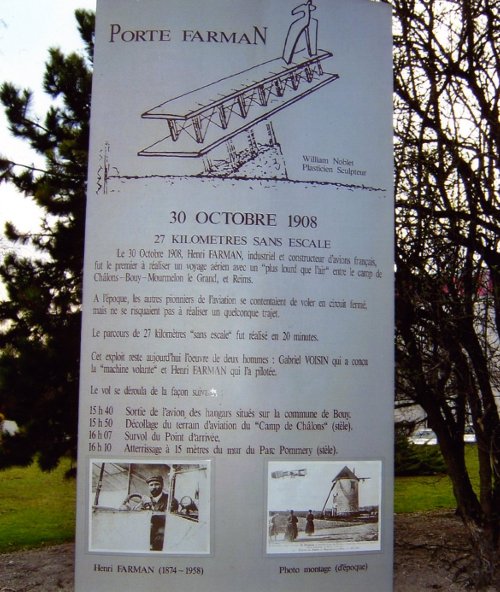 PORTE FARMAN
William Noblet
Plasticien Sculpteur
30 OCTOBRE 1908
27 KILOMETRES SANS ESCALE
Le 30 Octobre 1908, Henri FARMAN, industriel et constructeur d'avions français,
fut le premier à réaliser un voyage aérien avec un "plus lourd que l'air" entre le camp de
Châlons-Bouy-Mourmelon le Grand, et Reims.
A l'époque, les autres pionniers de l'aviation se contentaient de voler en circuit fermé,
mais ne se risquaient pas à réaliser un quelconque trajet.
Le parcours de 27 kilomètres "sans escale" fut réalisé en 20 minutes.
Cet exploit reste aujourd'hui l'oeuvre de deux hommes : Gabriel VOISIN qui a conçu
la "machine volante" et Henri FARMAN qui l'a pilotée.
Le vol se déroula de la façon suivante :
15 h 40 Sortie de l'avion des hangars situés sur la commune de Bouy.
15 h 50 Décollage du terrain d'aviation du "Camp de Châlons" (stèle).
16 h 07 Survol du Point d'arrivée.
16 h 10 Atterrissage à 15 mètres du mur du Parc Pommery (stèle).
Henri FARMAN (1874-1958)
Photo montage (d'époque)